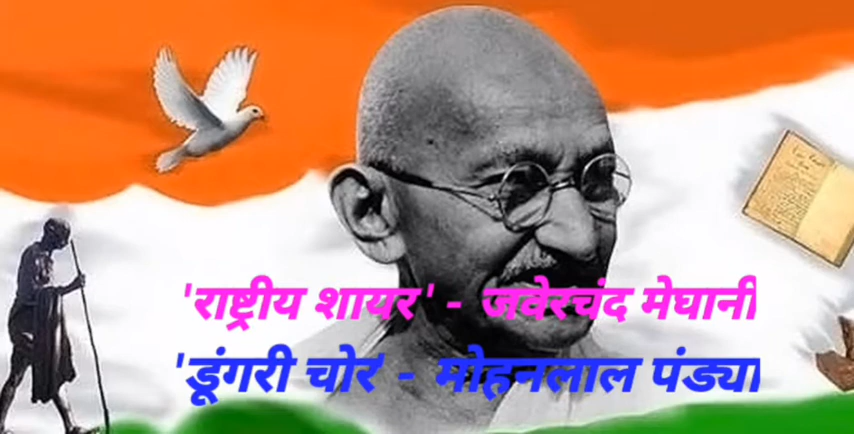 'राष्ट्रीय शायर' - जवेरचंद मेघानी
'डूंगरी चोर' - मोहनलाल पंड्या